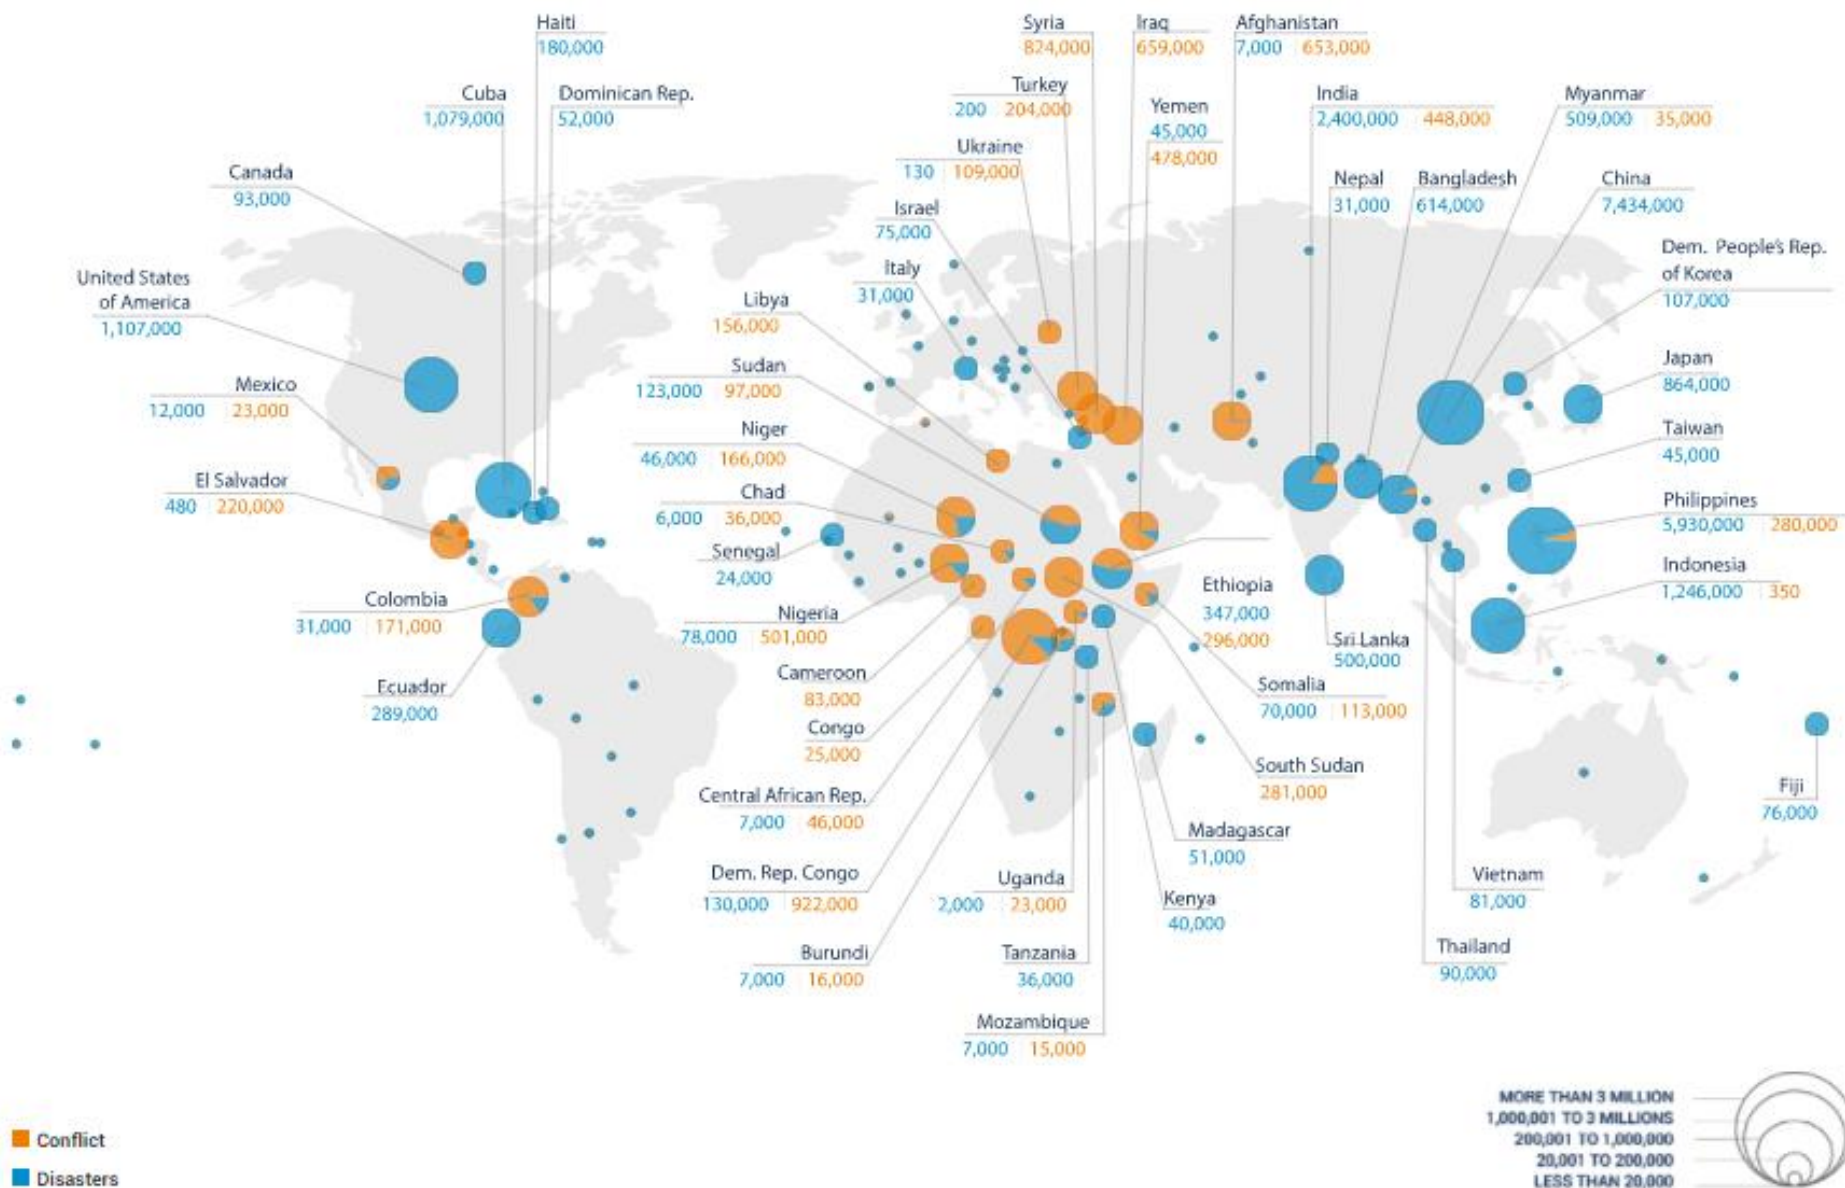 Haiti
180,000
Syria
824,000
Iraq
659,000
Afghanistan
7,000 653,000
Cuba
1,079,000
Dominican Rep.
52,000
Turkey
200 204,000
Yemen
45,000
478,000
India
2,400,000 448,000
Myanmar
509,000 35,000
Canada
93,000
Ukraine
130 109,000
Israel
75,000
Nepal
31,000
Bangladesh
614,000
China
7,434,000
United States
of America
1,107,000
Italy
31,000
Dem. People's Rep.
of Korea
107,000
Libya
156,000
Mexico
12,000 23,000
Sudan
123,000 97,000
Japan
864,000
Niger
46,000 166,000
Taiwan
45,000
El Salvador
480 220,000
Chad
6,000 36,000
Philippines
5,930,000 280,000
Senegal
24,000
Indonesia
1,246,000 350
Colombia
31,000 171,000
Nigeria
78,000 501,000
Ethiopia
347,000
296,000
Sri Lanka
500,000
Ecuador
289,000
Cameroon
83,000
Somalia
70,000 113,000
Congo
25,000
South Sudan
281,000
Central African Rep.
7,000 46,000
Fiji
76,000
Madagascar
51,000
Dem. Rep. Congo
130,000 922,000
Uganda
2,000 23,000
Kenya
40,000
Vietnam
81,000
Burundi
7,000 16,000
Tanzania
36,000
Thailand
90,000
Mozambique
7,000 15,000
Conflict
Disasters
MORE THAN 3 MILLION
1,000,001 TO 3 MILLIONS
200,001 TO 1,000,000
20,001 TO 200,000
LESS THAN 20,000